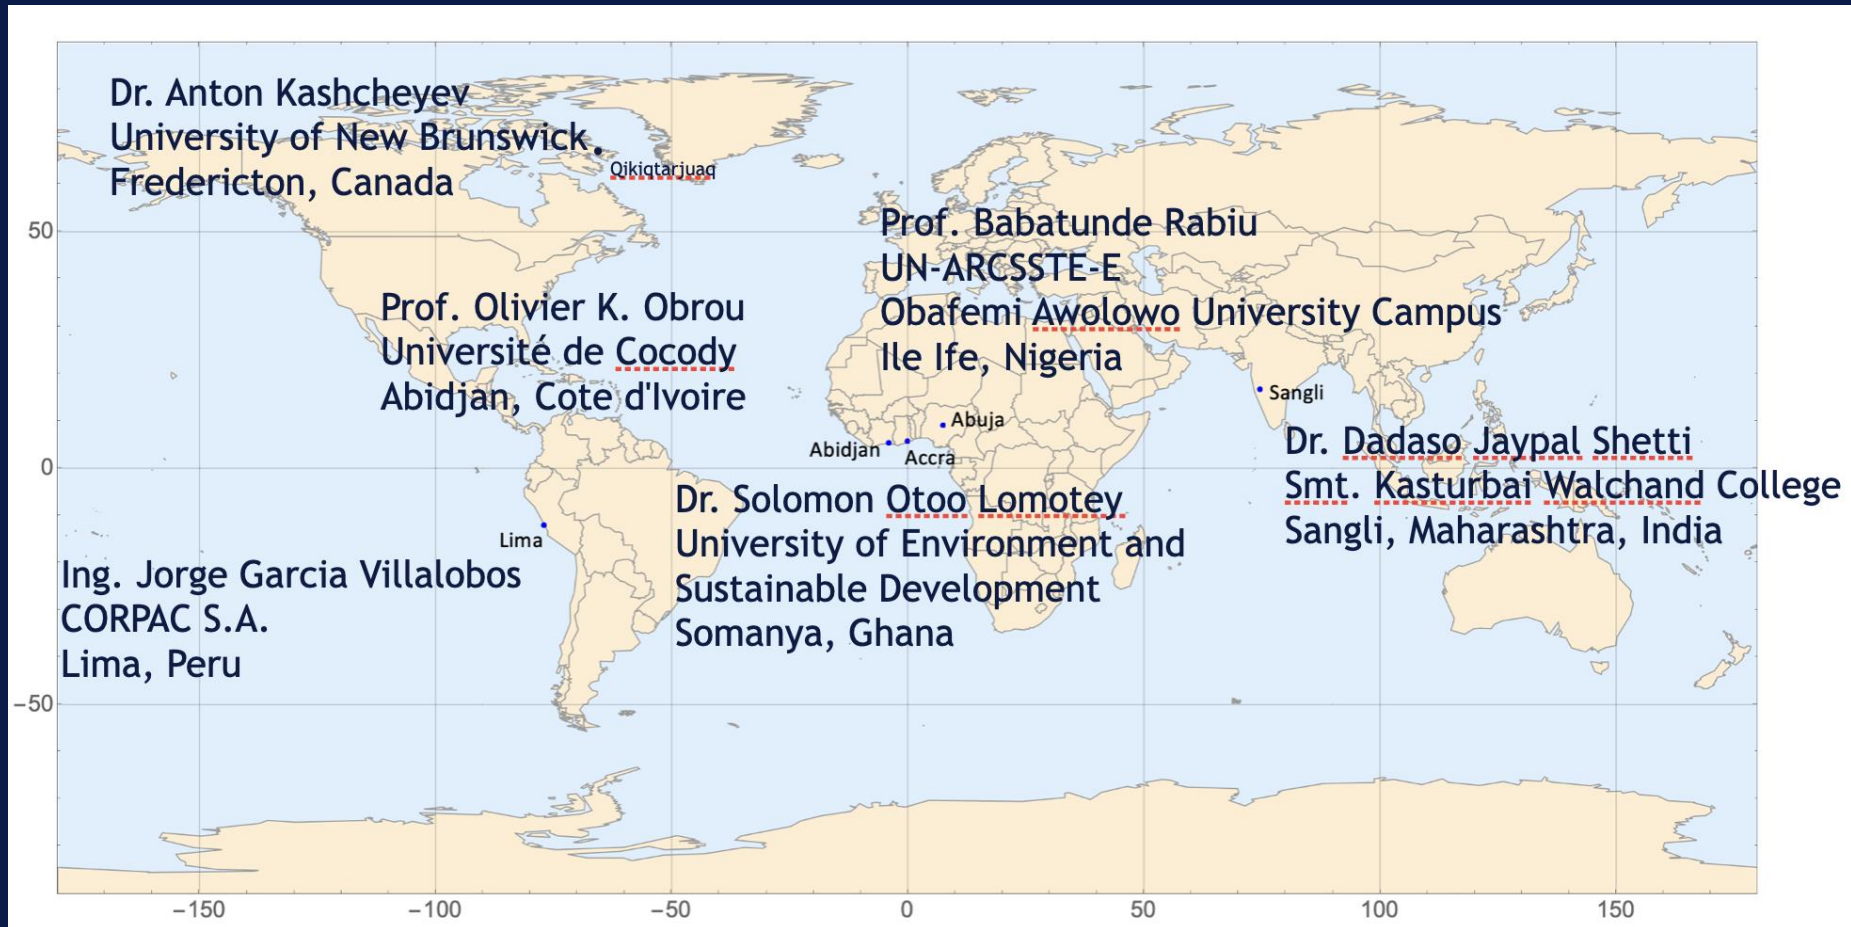 Dr. Anton Kashcheyev
University of New Brunswick
Fredericton, Canada
Qikiqtarjuaq
Prof. Babatunde Rabiu
UN-ARCSSTE-E
Obafemi Awolowo University Campus
Ile Ife, Nigeria
Prof. Olivier K. Obrou
Université de Cocody
Abidjan, Cote d'Ivoire
Sangli
Abuja
Abidjan
Accra
Dr. Dadaso Jaypal Shetti
Smt. Kasturbai Walchand College
Sangli, Maharashtra, India
Dr. Solomon Otoo Lomotey
University of Environment and
Sustainable Development
Somanya, Ghana
Lima
Ing. Jorge Garcia Villalobos
CORPAC S.A.
Lima, Peru
50
0
−50
−150
−100
−50
0
50
100
150